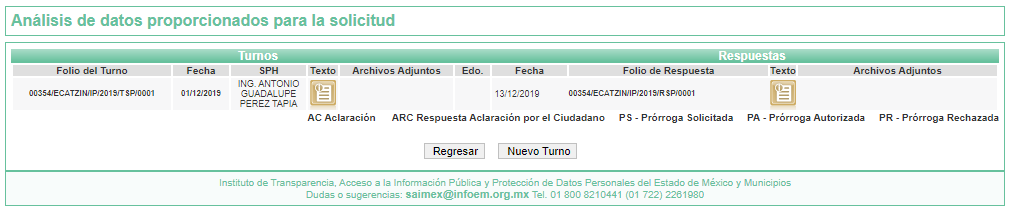 Análisis de datos proporcionados para la solicitud
Turnos Respuestas
Folio del Turno Fecha SPH Texto Archivos Adjuntos Edo. Fecha Folio de Respuesta Texto Archivos Adjuntos
00354/ECATZIN/IP/2019/TSP/0001 01/12/2019 ING. ANTONIO GUADALUPE PEREZ TAPIA 13/12/2019 00354/ECATZIN/IP/2019/RSP/0001
AC Aclaración ARC Respuesta Aclaración por el Ciudadano PS - Prórroga Solicitada PA - Prórroga Autorizada PR - Prórroga Rechazada
Regresar Nuevo Turno
Instituto de Transparencia, Acceso a la Información Pública y Protección de Datos Personales del Estado de México y Municipios
Dudas o sugerencias: saimex@infoem.org.mx Tel. 01 800 8210441 (01 722) 2261980